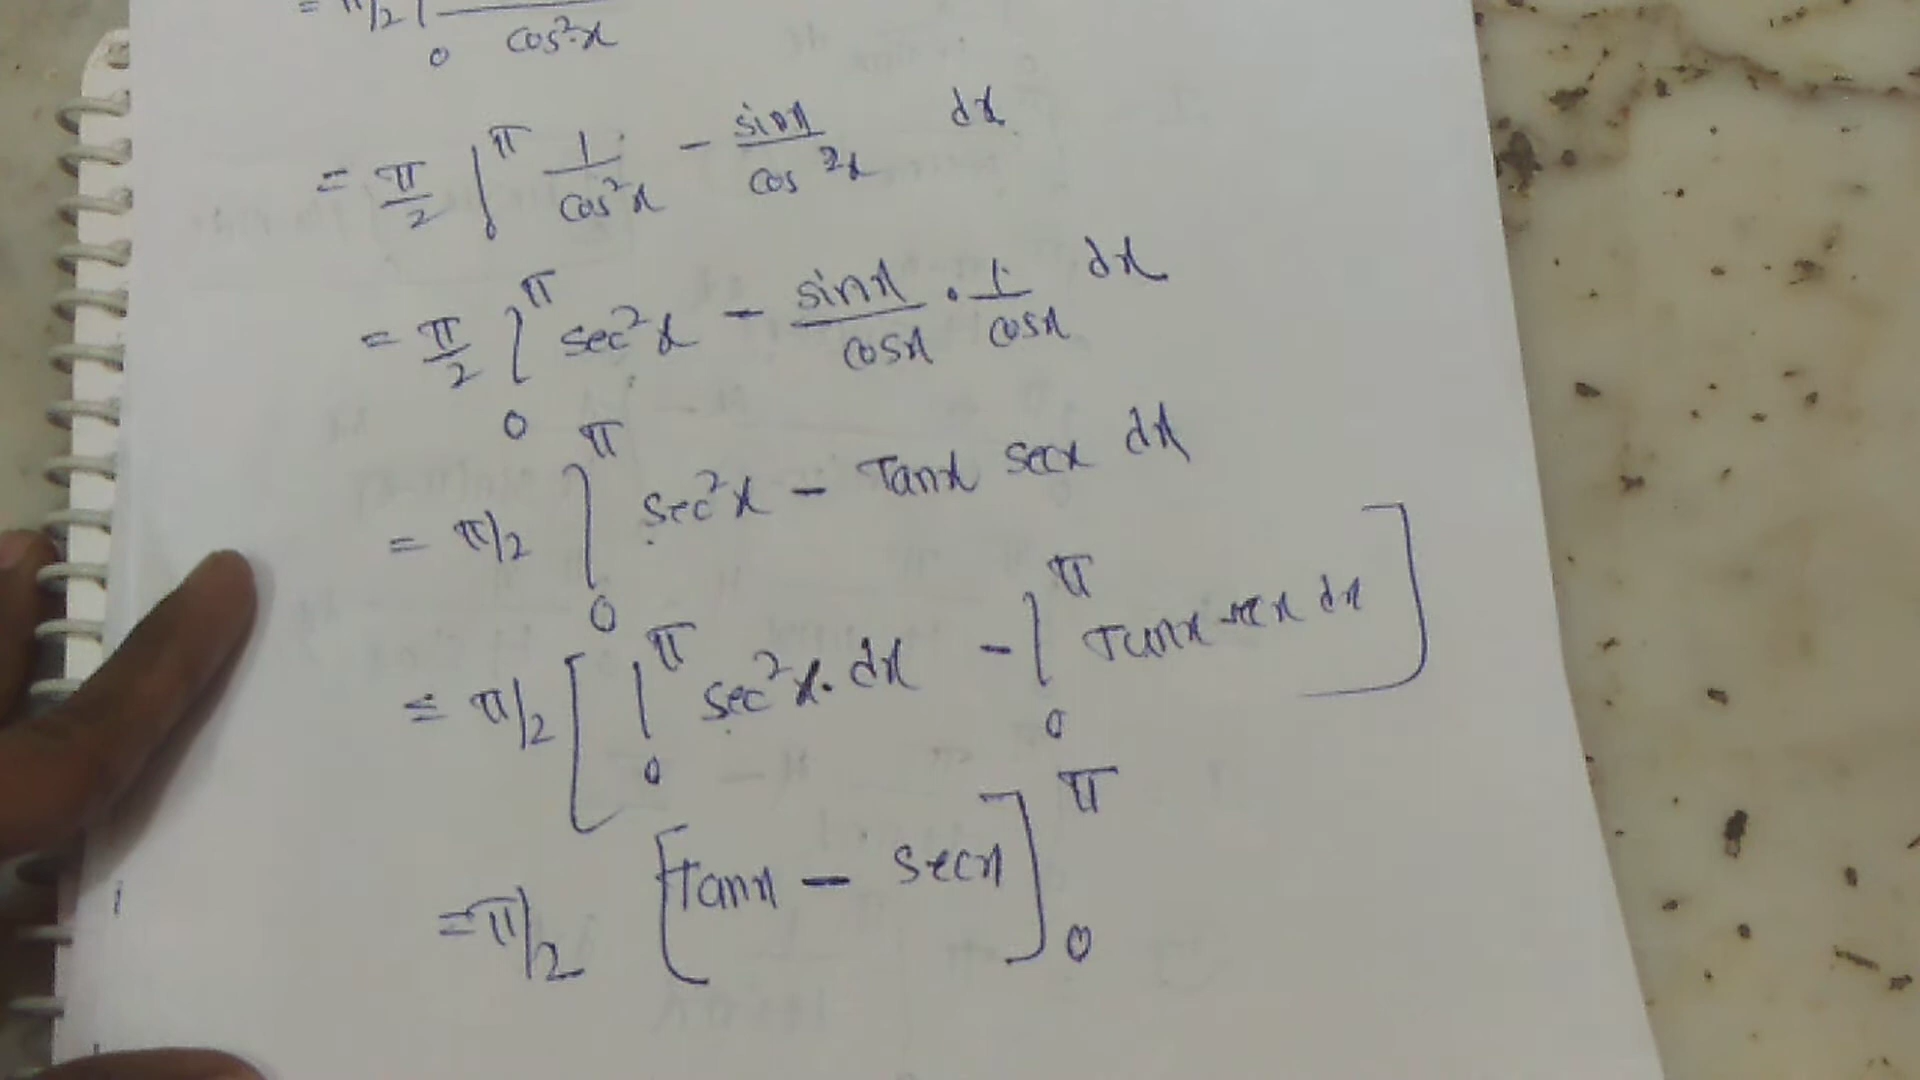 = π/2 ∫₀ cos²x
= π/2 ∫₀^π 1/cos²x - sinx/cos²x dx
= π/2 ∫₀^π sec²x - sinx/cosx · 1/cosx dx
= π/2 ∫₀^π sec²x - Tanx secx dx
= π/2 [ ∫₀^π sec²x. dx - ∫₀^π Tanx secx dx ]
= π/2 [Tanx - secx]₀^π